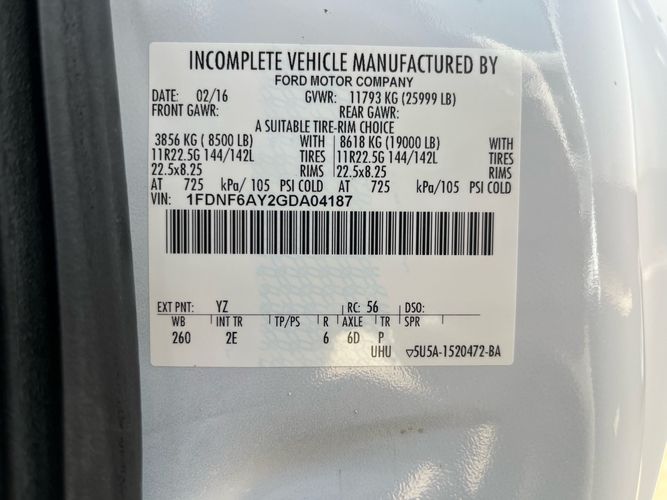 INCOMPLETE VEHICLE MANUFACTURED BY
FORD MOTOR COMPANY
DATE: 02/16 GVWR: 11793 KG (25999 LB)
FRONT GAWR: REAR GAWR:
A SUITABLE TIRE-RIM CHOICE
3856 KG ( 8500 LB) WITH 8618 KG (19000 LB) WITH
11R22.5G 144/142L TIRES 11R22.5G 144/142L TIRES
22.5x8.25 RIMS 22.5x8.25 RIMS
AT 725 kPa/ 105 PSI COLD AT 725 kPa/ 105 PSI COLD
VIN: 1FDNF6AY2GDA04187
EXT PNT: YZ RC: 56 DSO:
WB INT TR TP/PS R AXLE TR SPR
260 2E 6 6D P
UHU ▽5U5A-1520472-BA